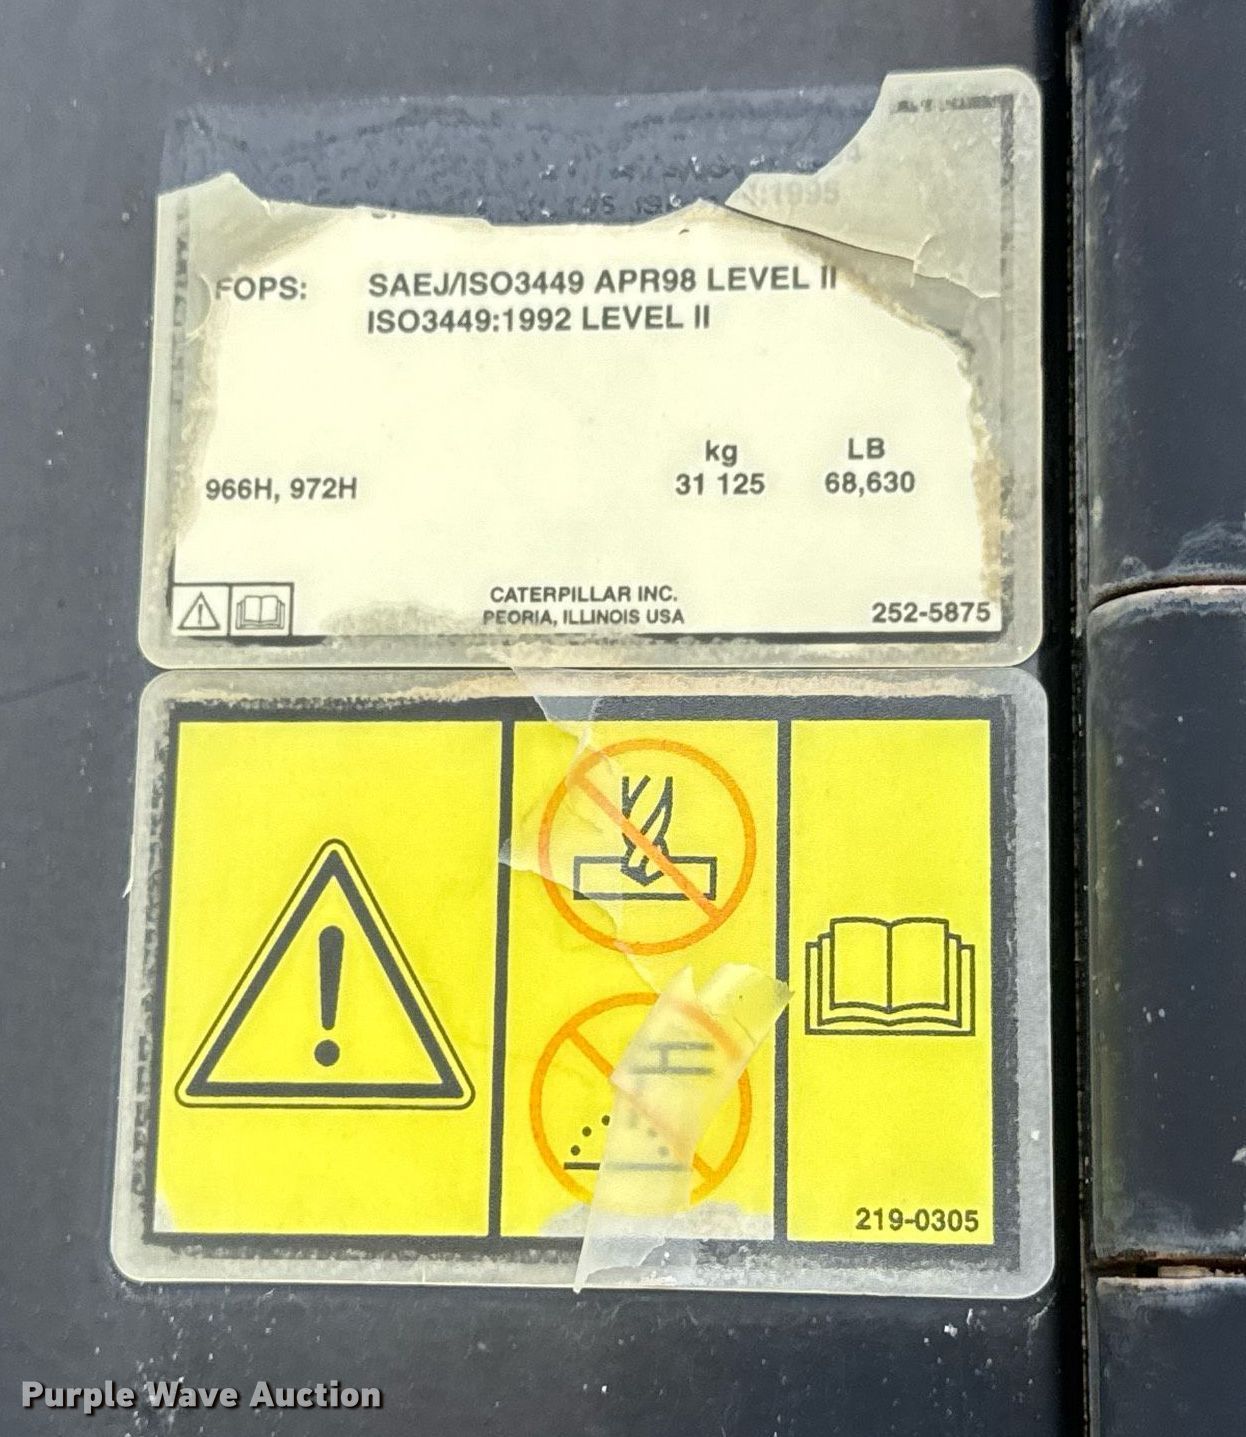 :1995
FOPS: SAEJ/ISO3449 APR98 LEVEL II
ISO3449:1992 LEVEL II
kg LB
966H, 972H 31 125 68,630
CATERPILLAR INC.
PEORIA, ILLINOIS USA
252-5875
H
219-0305
Purple Wave Auction